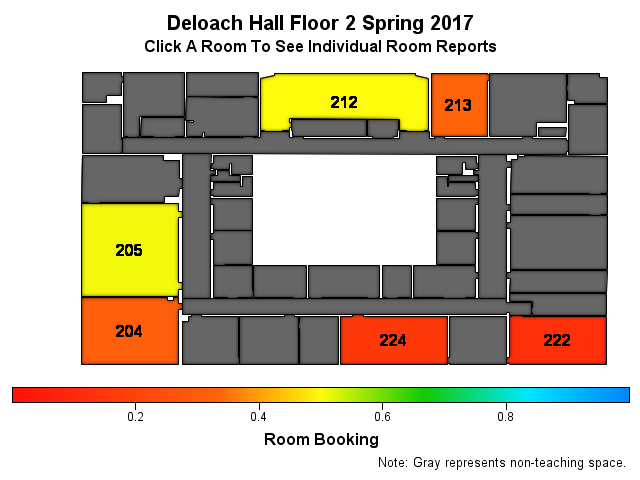 Deloach Hall Floor 2 Spring 2017
Click A Room To See Individual Room Reports
212
213
205
204
224
222
0.2
0.4
0.6
0.8
Room Booking
Note: Gray represents non-teaching space.